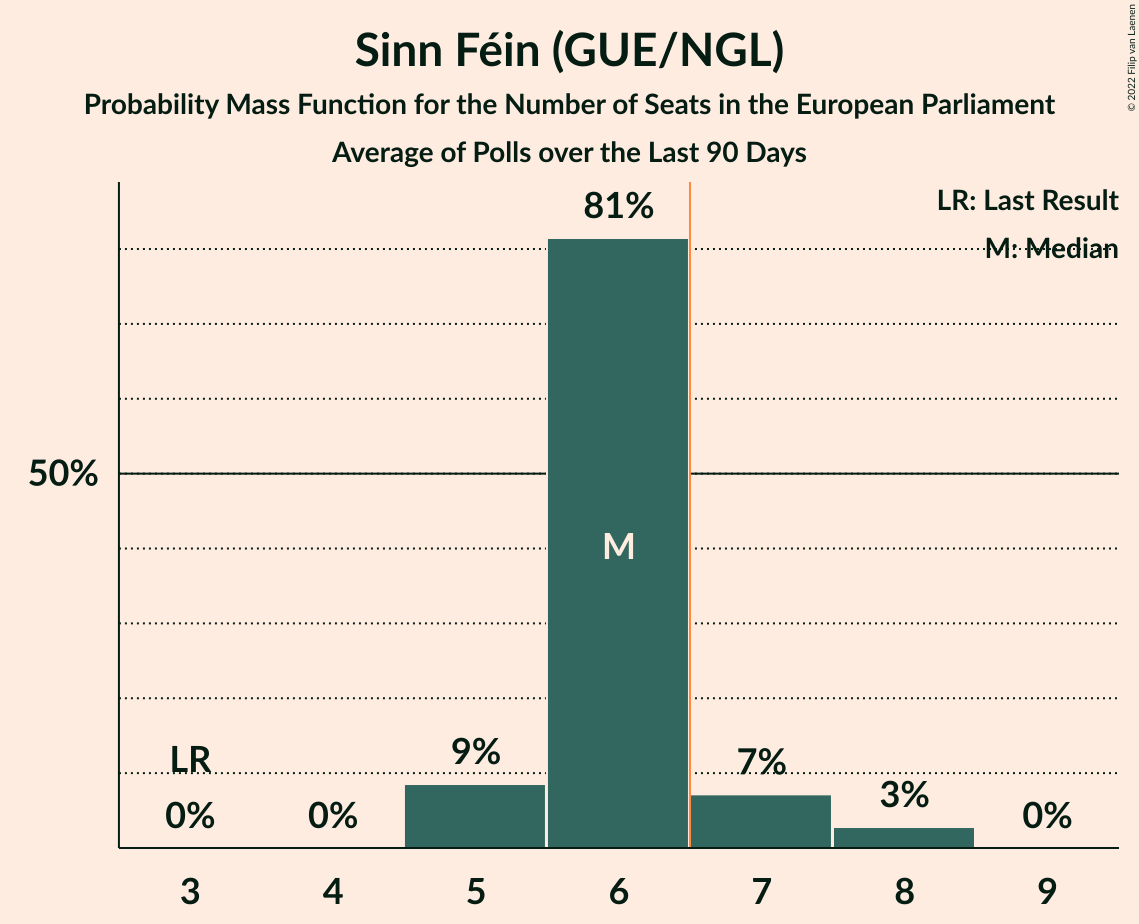 Sinn Féin (GUE/NGL)
Probability Mass Function for the Number of Seats in the European Parliament
Average of Polls over the Last 90 Days
© 2022 Filip van Laenen
LR: Last Result
M: Median
81%
50%
M
LR
9%
7%
3%
0%
0%
0%
3 4 5 6 7 8 9